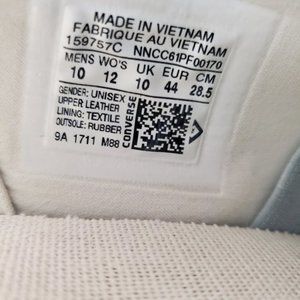 MADE IN VIETNAM
FABRIQUE AU VIETNAM
159757C NNCC61PF00170
MENS WO'S UK EUR CM
10 12 10 44 28.5
GENDER: UNISEX
UPPER LEATHER
LINING: TEXTILE
OUTSOLE: RUBBER
9A 1711 M88
CONVERSE